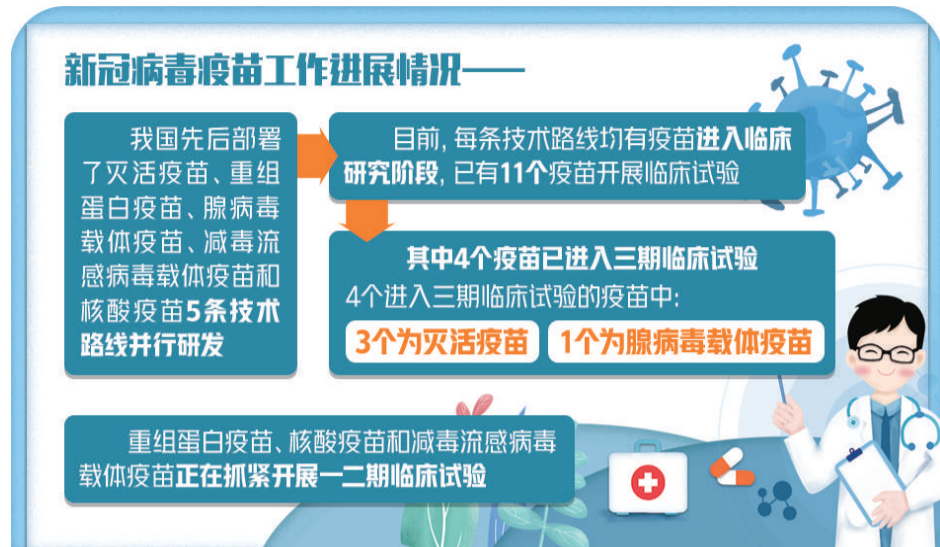 新冠病毒疫苗工作进展情况——
我国先后部署
了灭活疫苗、重组
蛋白疫苗、腺病毒
载体疫苗、减毒流
感病毒载体疫苗和
核酸疫苗5条技术
路线并行研发
目前,每条技术路线均有疫苗进入临床
研究阶段,已有11个疫苗开展临床试验
其中4个疫苗已进入三期临床试验
4个进入三期临床试验的疫苗中:
3个为灭活疫苗
1个为腺病毒载体疫苗
重组蛋白疫苗、核酸疫苗和减毒流感病毒
载体疫苗正在抓紧开展一二期临床试验